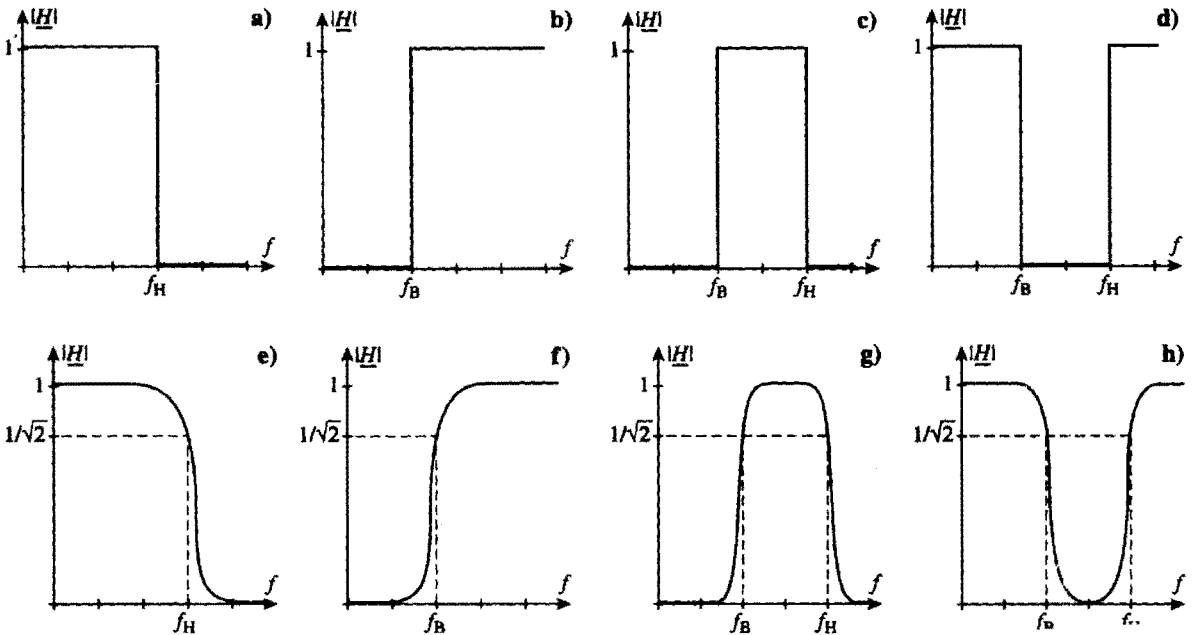 |H| a) |H| b) |H| c) |H| d)
1 1 1 1
f f f f
f_H f_B f_B f_H f_B f_H
|H| e) |H| f) |H| g) |H| h)
1 1 1 1
1/√2 1/√2 1/√2 1/√2
f f f f
f_H f_B f_B f_H